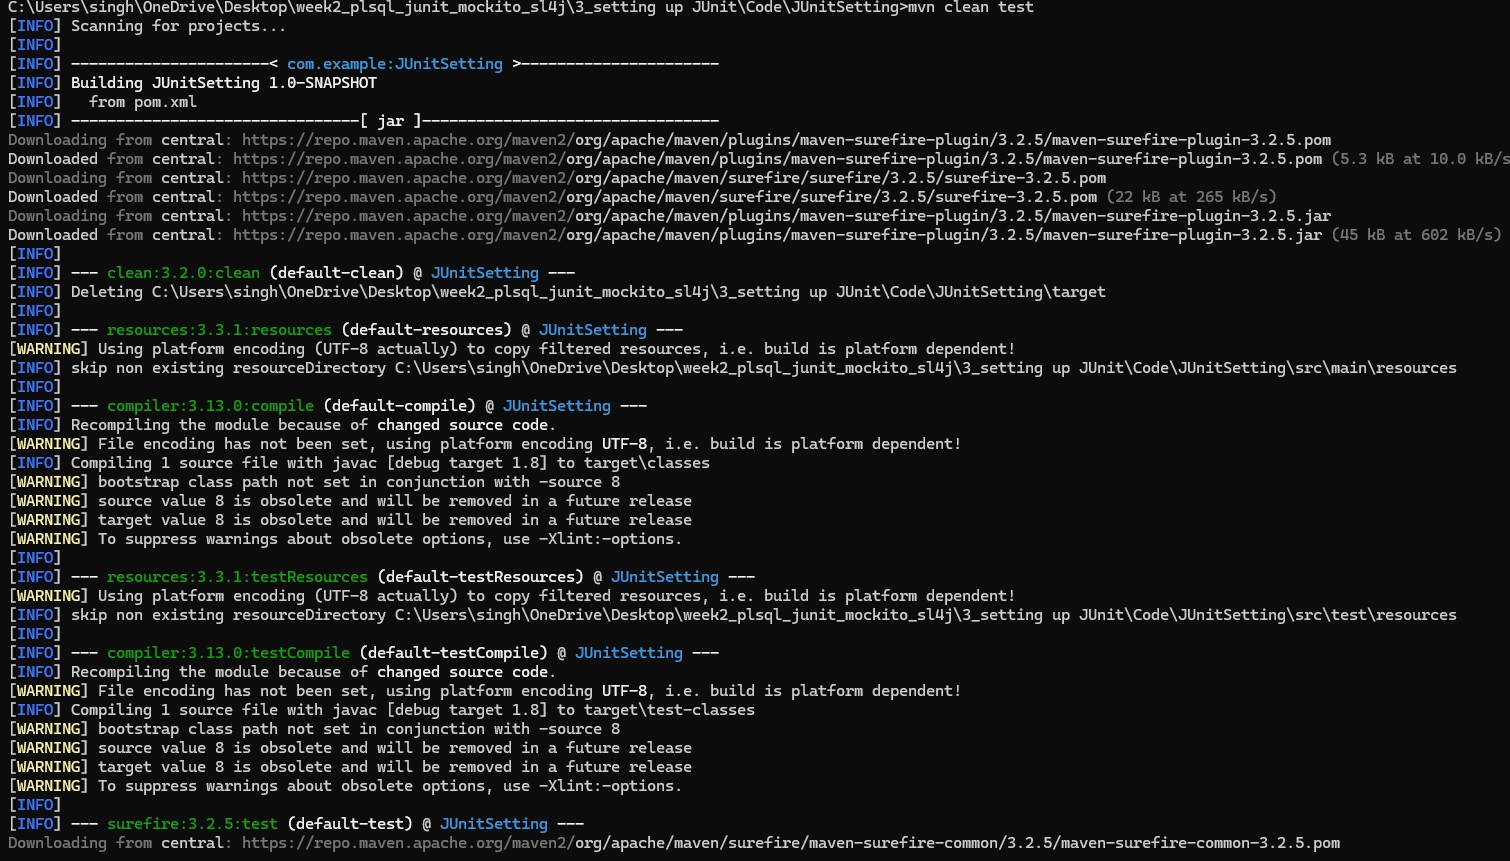 C:\Users\singh\OneDrive\Desktop\week2_plsql_junit_mockito_sl4j\3_setting up JUnit\Code\JUnitSetting>mvn clean test
[INFO] Scanning for projects...
[INFO]
[INFO] ----------------------< com.example:JUnitSetting >----------------------
[INFO] Building JUnitSetting 1.0-SNAPSHOT
[INFO]   from pom.xml
[INFO] --------------------------------[ jar ]---------------------------------
Downloading from central: https://repo.maven.apache.org/maven2/org/apache/maven/plugins/maven-surefire-plugin/3.2.5/maven-surefire-plugin-3.2.5.pom
Downloaded from central: https://repo.maven.apache.org/maven2/org/apache/maven/plugins/maven-surefire-plugin/3.2.5/maven-surefire-plugin-3.2.5.pom (5.3 kB at 10.0 kB/s
Downloading from central: https://repo.maven.apache.org/maven2/org/apache/maven/surefire/surefire/3.2.5/surefire-3.2.5.pom
Downloaded from central: https://repo.maven.apache.org/maven2/org/apache/maven/surefire/surefire/3.2.5/surefire-3.2.5.pom (22 kB at 265 kB/s)
Downloading from central: https://repo.maven.apache.org/maven2/org/apache/maven/plugins/maven-surefire-plugin/3.2.5/maven-surefire-plugin-3.2.5.jar
Downloaded from central: https://repo.maven.apache.org/maven2/org/apache/maven/plugins/maven-surefire-plugin/3.2.5/maven-surefire-plugin-3.2.5.jar (45 kB at 602 kB/s)
[INFO]
[INFO] --- clean:3.2.0:clean (default-clean) @ JUnitSetting ---
[INFO] Deleting C:\Users\singh\OneDrive\Desktop\week2_plsql_junit_mockito_sl4j\3_setting up JUnit\Code\JUnitSetting\target
[INFO]
[INFO] --- resources:3.3.1:resources (default-resources) @ JUnitSetting ---
[WARNING] Using platform encoding (UTF-8 actually) to copy filtered resources, i.e. build is platform dependent!
[INFO] skip non existing resourceDirectory C:\Users\singh\OneDrive\Desktop\week2_plsql_junit_mockito_sl4j\3_setting up JUnit\Code\JUnitSetting\src\main\resources
[INFO]
[INFO] --- compiler:3.13.0:compile (default-compile) @ JUnitSetting ---
[INFO] Recompiling the module because of changed source code.
[WARNING] File encoding has not been set, using platform encoding UTF-8, i.e. build is platform dependent!
[INFO] Compiling 1 source file with javac [debug target 1.8] to target\classes
[WARNING] bootstrap class path not set in conjunction with -source 8
[WARNING] source value 8 is obsolete and will be removed in a future release
[WARNING] target value 8 is obsolete and will be removed in a future release
[WARNING] To suppress warnings about obsolete options, use -Xlint:-options.
[INFO]
[INFO] --- resources:3.3.1:testResources (default-testResources) @ JUnitSetting ---
[WARNING] Using platform encoding (UTF-8 actually) to copy filtered resources, i.e. build is platform dependent!
[INFO] skip non existing resourceDirectory C:\Users\singh\OneDrive\Desktop\week2_plsql_junit_mockito_sl4j\3_setting up JUnit\Code\JUnitSetting\src\test\resources
[INFO]
[INFO] --- compiler:3.13.0:testCompile (default-testCompile) @ JUnitSetting ---
[INFO] Recompiling the module because of changed source code.
[WARNING] File encoding has not been set, using platform encoding UTF-8, i.e. build is platform dependent!
[INFO] Compiling 1 source file with javac [debug target 1.8] to target\test-classes
[WARNING] bootstrap class path not set in conjunction with -source 8
[WARNING] source value 8 is obsolete and will be removed in a future release
[WARNING] target value 8 is obsolete and will be removed in a future release
[WARNING] To suppress warnings about obsolete options, use -Xlint:-options.
[INFO]
[INFO] --- surefire:3.2.5:test (default-test) @ JUnitSetting ---
Downloading from central: https://repo.maven.apache.org/maven2/org/apache/maven/surefire/maven-surefire-common/3.2.5/maven-surefire-common-3.2.5.pom